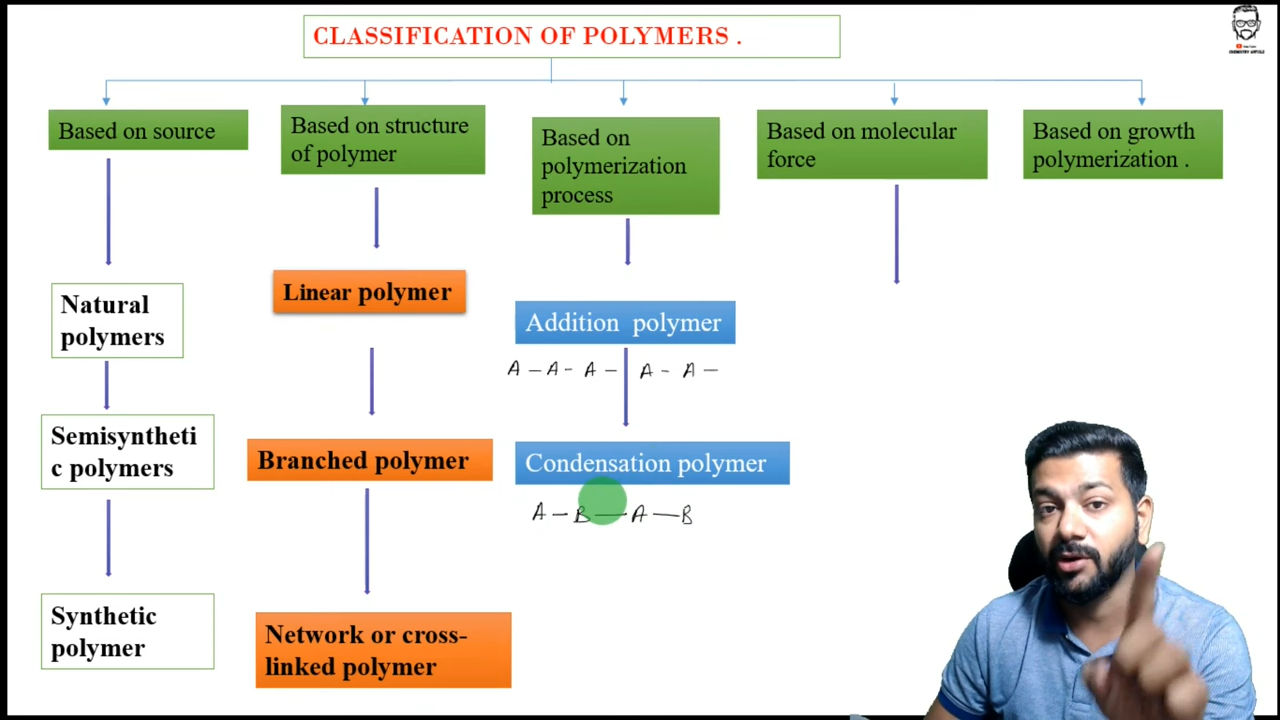 CLASSIFICATION OF POLYMERS .
Based on source
Based on structure
of polymer
Based on
polymerization
process
Based on molecular
force
Based on growth
polymerization .
Natural
polymers
Semisyntheti
c polymers
Synthetic
polymer
Linear polymer
Branched polymer
Network or cross-
linked polymer
Addition polymer
A - A - A - A - A -
Condensation polymer
A - B - A - B